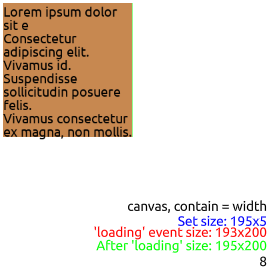 Lorem ipsum dolor
sit e
Consectetur
adipiscing elit.
Vivamus id.
Suspendisse
sollicitudin posuere
felis.
Vivamus consectetur
ex magna, non mollis.
canvas, contain = width
Set size: 195x5
'loading' event size: 193x200
After 'loading' size: 195x200
8